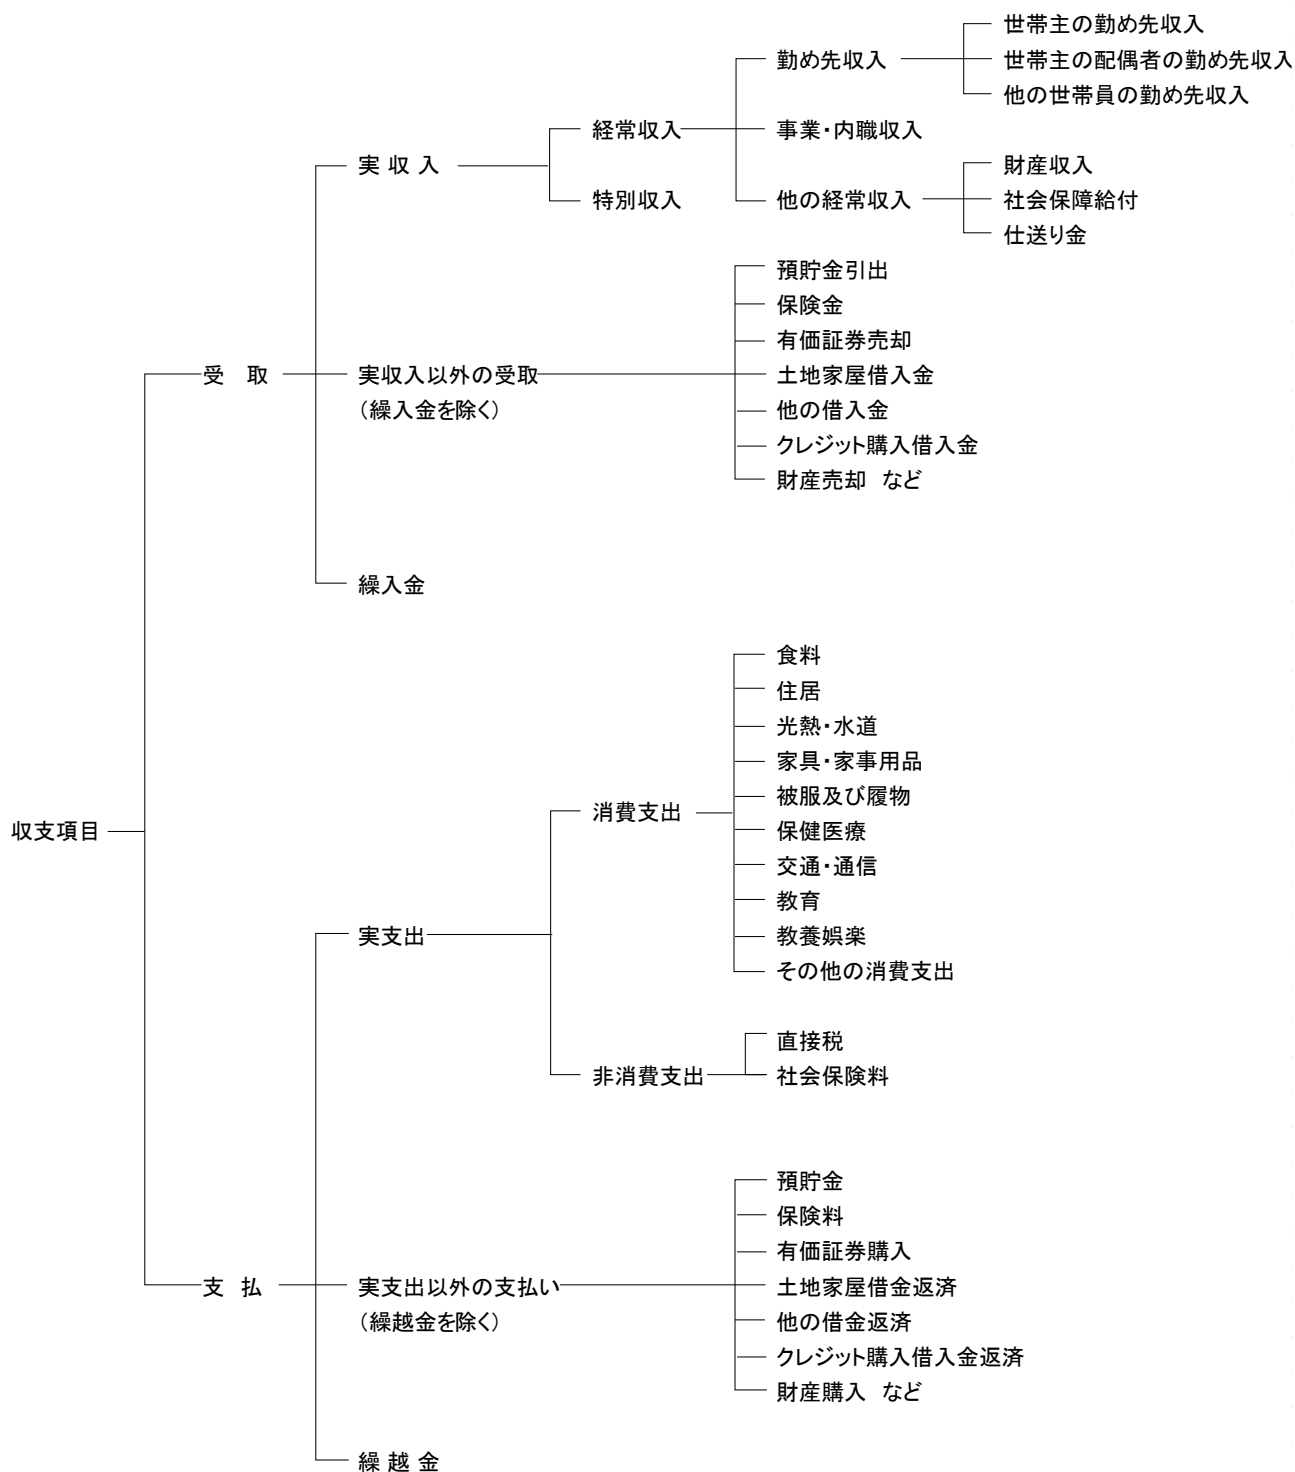 世帯主の勤め先収入
勤め先収入
世帯主の配偶者の勤め先収入
他の世帯員の勤め先収入
経常収入
事業・内職収入
実 収 入
財産収入
特別収入
他の経常収入
社会保障給付
仕送り金
預貯金引出
保険金
有価証券売却
受 取
実収入以外の受取
土地家屋借入金
（繰入金を除く）
他の借入金
クレジット購入借入金
財産売却 など
繰入金
食料
住居
光熱・水道
家具・家事用品
被服及び履物
消費支出
収支項目
保健医療
交通・通信
教育
実支出
教養娯楽
その他の消費支出
直接税
非消費支出
社会保険料
預貯金
保険料
有価証券購入
支 払
実支出以外の支払い
土地家屋借金返済
（繰越金を除く）
他の借金返済
クレジット購入借入金返済
財産購入 など
繰 越 金